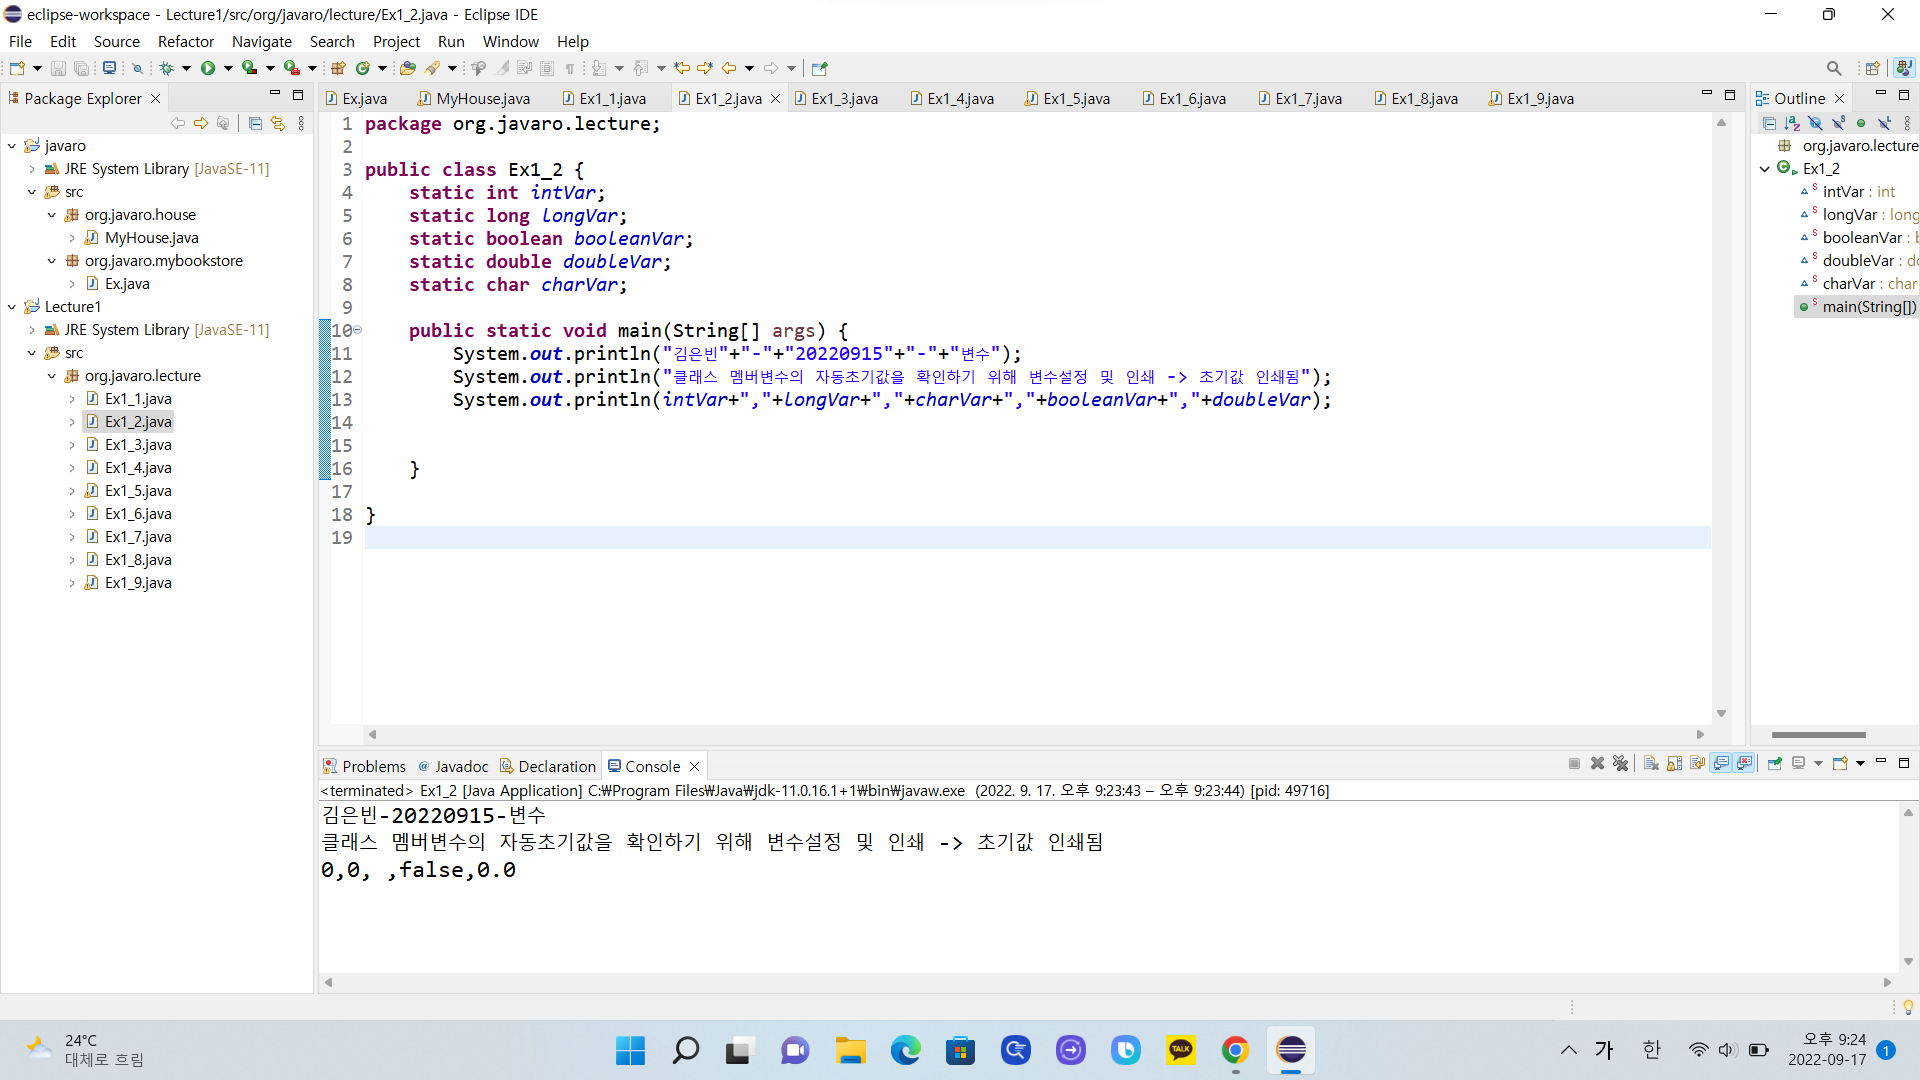 eclipse-workspace - Lecture1/src/org/javaro/lecture/Ex1_2.java - Eclipse IDE
File Edit Source Refactor Navigate Search Project Run Window Help
Package Explorer
javaro
JRE System Library [JavaSE-11]
src
org.javaro.house
MyHouse.java
org.javaro.mybookstore
Ex.java
Lecture1
JRE System Library [JavaSE-11]
src
org.javaro.lecture
Ex1_1.java
Ex1_2.java
Ex1_3.java
Ex1_4.java
Ex1_5.java
Ex1_6.java
Ex1_7.java
Ex1_8.java
Ex1_9.java
Ex.java MyHouse.java Ex1_1.java Ex1_2.java Ex1_3.java Ex1_4.java Ex1_5.java Ex1_6.java Ex1_7.java Ex1_8.java Ex1_9.java
1 package org.javaro.lecture;
2
3 public class Ex1_2 {
4 static int intVar;
5 static long longVar;
6 static boolean booleanVar;
7 static double doubleVar;
8 static char charVar;
9
10 public static void main(String[] args) {
11 System.out.println("김은빈"+"-"+"20220915"+"-"+"변수");
12 System.out.println("클래스 멤버변수의 자동초기값을 확인하기 위해 변수설정 및 인쇄 -> 초기값 인쇄됨");
13 System.out.println(intVar+","+longVar+","+charVar+","+booleanVar+","+doubleVar);
14
15
16 }
17
18 }
19
Outline
org.javaro.lecture
Ex1_2
intVar : int
longVar : long
booleanVar : b
doubleVar : do
charVar : char
main(String[])
Problems @ Javadoc Declaration Console
<terminated> Ex1_2 [Java Application] C:₩Program Files₩Java₩jdk-11.0.16.1+1₩bin₩javaw.exe (2022. 9. 17. 오후 9:23:43 – 오후 9:23:44) [pid: 49716]
김은빈-20220915-변수
클래스 멤버변수의 자동초기값을 확인하기 위해 변수설정 및 인쇄 -> 초기값 인쇄됨
0,0, ,false,0.0
24°C
대체로 흐림
TALK
가 한
오후 9:24
2022-09-17
1